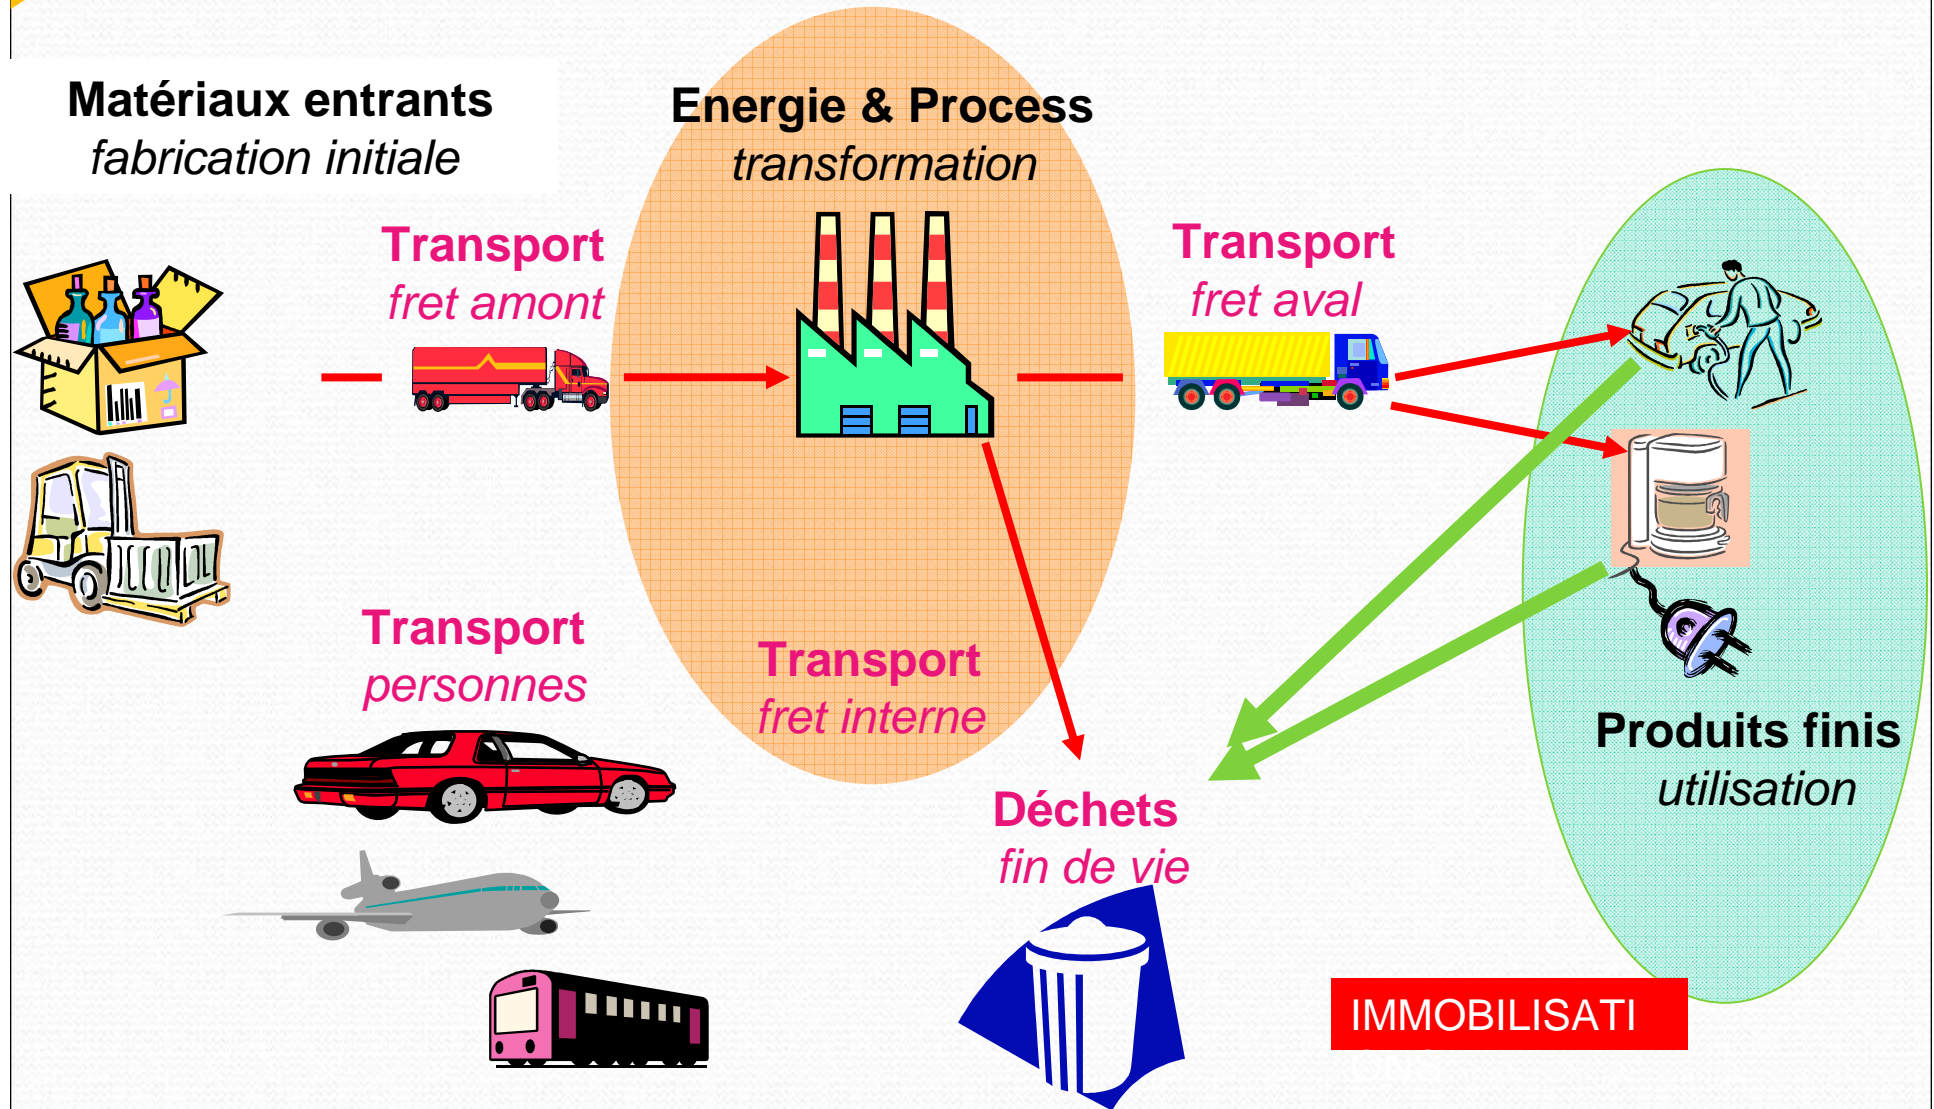 Matériaux entrants
fabrication initiale
Energie & Process
transformation
Transport
fret amont
Transport
fret aval
Transport
personnes
Transport
fret interne
Produits finis
utilisation
Déchets
fin de vie
IMMOBILISATI